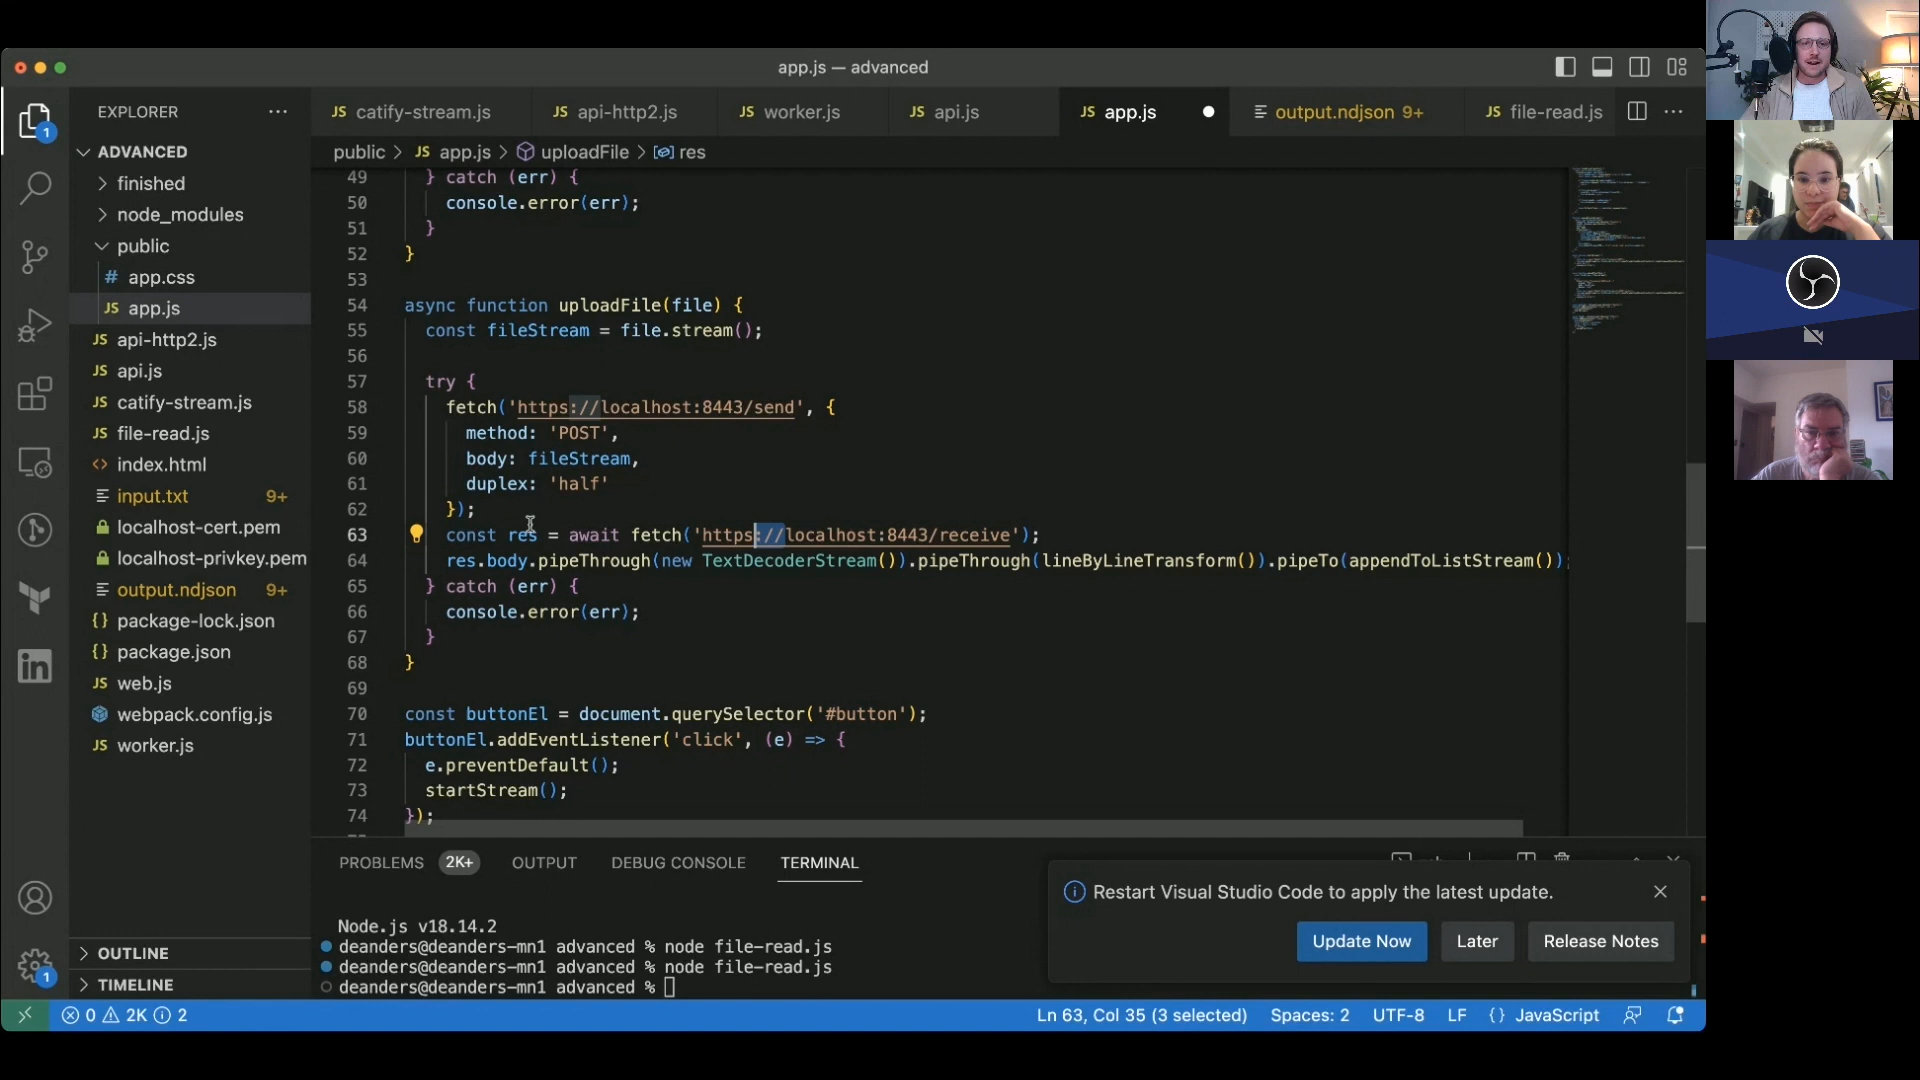 app.js — advanced
EXPLORER
JS catify-stream.js
JS api-http2.js
JS worker.js
JS api.js
JS app.js
output.ndjson 9+
JS file-read.js
public > JS app.js > uploadFile > res
ADVANCED
finished
node_modules
public
# app.css
JS app.js
JS api-http2.js
JS api.js
JS catify-stream.js
JS file-read.js
<> index.html
input.txt 9+
localhost-cert.pem
localhost-privkey.pem
output.ndjson 9+
{} package-lock.json
{} package.json
JS web.js
webpack.config.js
JS worker.js
OUTLINE
TIMELINE
1
in
1
49 } catch (err) {
50 console.error(err);
51 }
52 }
53
54 async function uploadFile(file) {
55 const fileStream = file.stream();
56
57 try {
58 fetch('https://localhost:8443/send', {
59 method: 'POST',
60 body: fileStream,
61 duplex: 'half'
62 });
63 const res = await fetch('https://localhost:8443/receive');
64 res.body.pipeThrough(new TextDecoderStream()).pipeThrough(lineByLineTransform()).pipeTo(appendToListStream());
65 } catch (err) {
66 console.error(err);
67 }
68 }
69
70 const buttonEl = document.querySelector('#button');
71 buttonEl.addEventListener('click', (e) => {
72 e.preventDefault();
73 startStream();
74 });
PROBLEMS 2K+ OUTPUT DEBUG CONSOLE TERMINAL
Node.js v18.14.2
deanders@deanders-mn1 advanced % node file-read.js
deanders@deanders-mn1 advanced % node file-read.js
deanders@deanders-mn1 advanced %
Restart Visual Studio Code to apply the latest update.
Update Now
Later
Release Notes
0 2K 2
Ln 63, Col 35 (3 selected)
Spaces: 2
UTF-8
LF
{} JavaScript